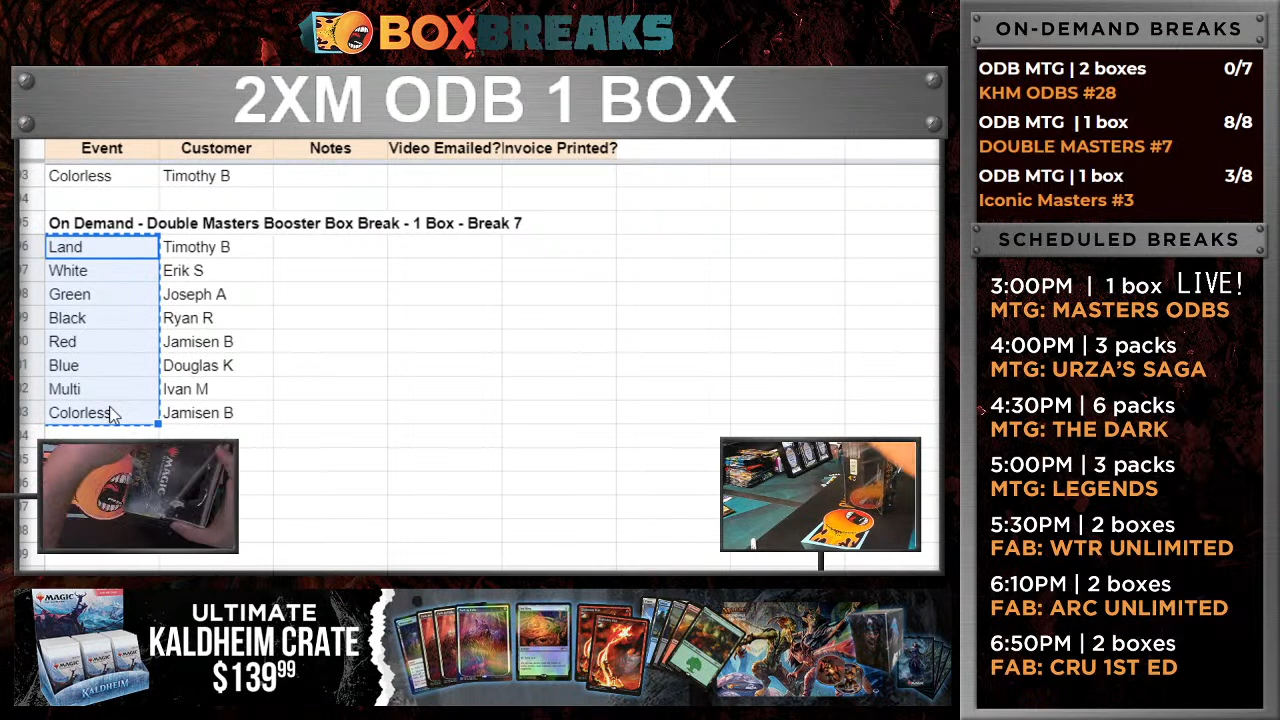 BOXBREAKS
2XM ODB 1 BOX
Event Customer Notes Video Emailed? Invoice Printed?
Colorless Timothy B
On Demand - Double Masters Booster Box Break - 1 Box - Break 7
Land Timothy B
White Erik S
Green Joseph A
Black Ryan R
Red Jamisen B
Blue Douglas K
Multi Ivan M
Colorless Jamisen B
MAGIC
ULTIMATE
KALDHEIM CRATE
$139.99
MAGIC
KALDHEIM
ON-DEMAND BREAKS
ODB MTG | 2 boxes 0/7
KHM ODBS #28
ODB MTG | 1 box 8/8
DOUBLE MASTERS #7
ODB MTG | 1 box 3/8
Iconic Masters #3
SCHEDULED BREAKS
3:00PM | 1 box LIVE!
MTG: MASTERS ODBS
4:00PM | 3 packs
MTG: URZA'S SAGA
4:30PM | 6 packs
MTG: THE DARK
5:00PM | 3 packs
MTG: LEGENDS
5:30PM | 2 boxes
FAB: WTR UNLIMITED
6:10PM | 2 boxes
FAB: ARC UNLIMITED
6:50PM | 2 boxes
FAB: CRU 1ST ED